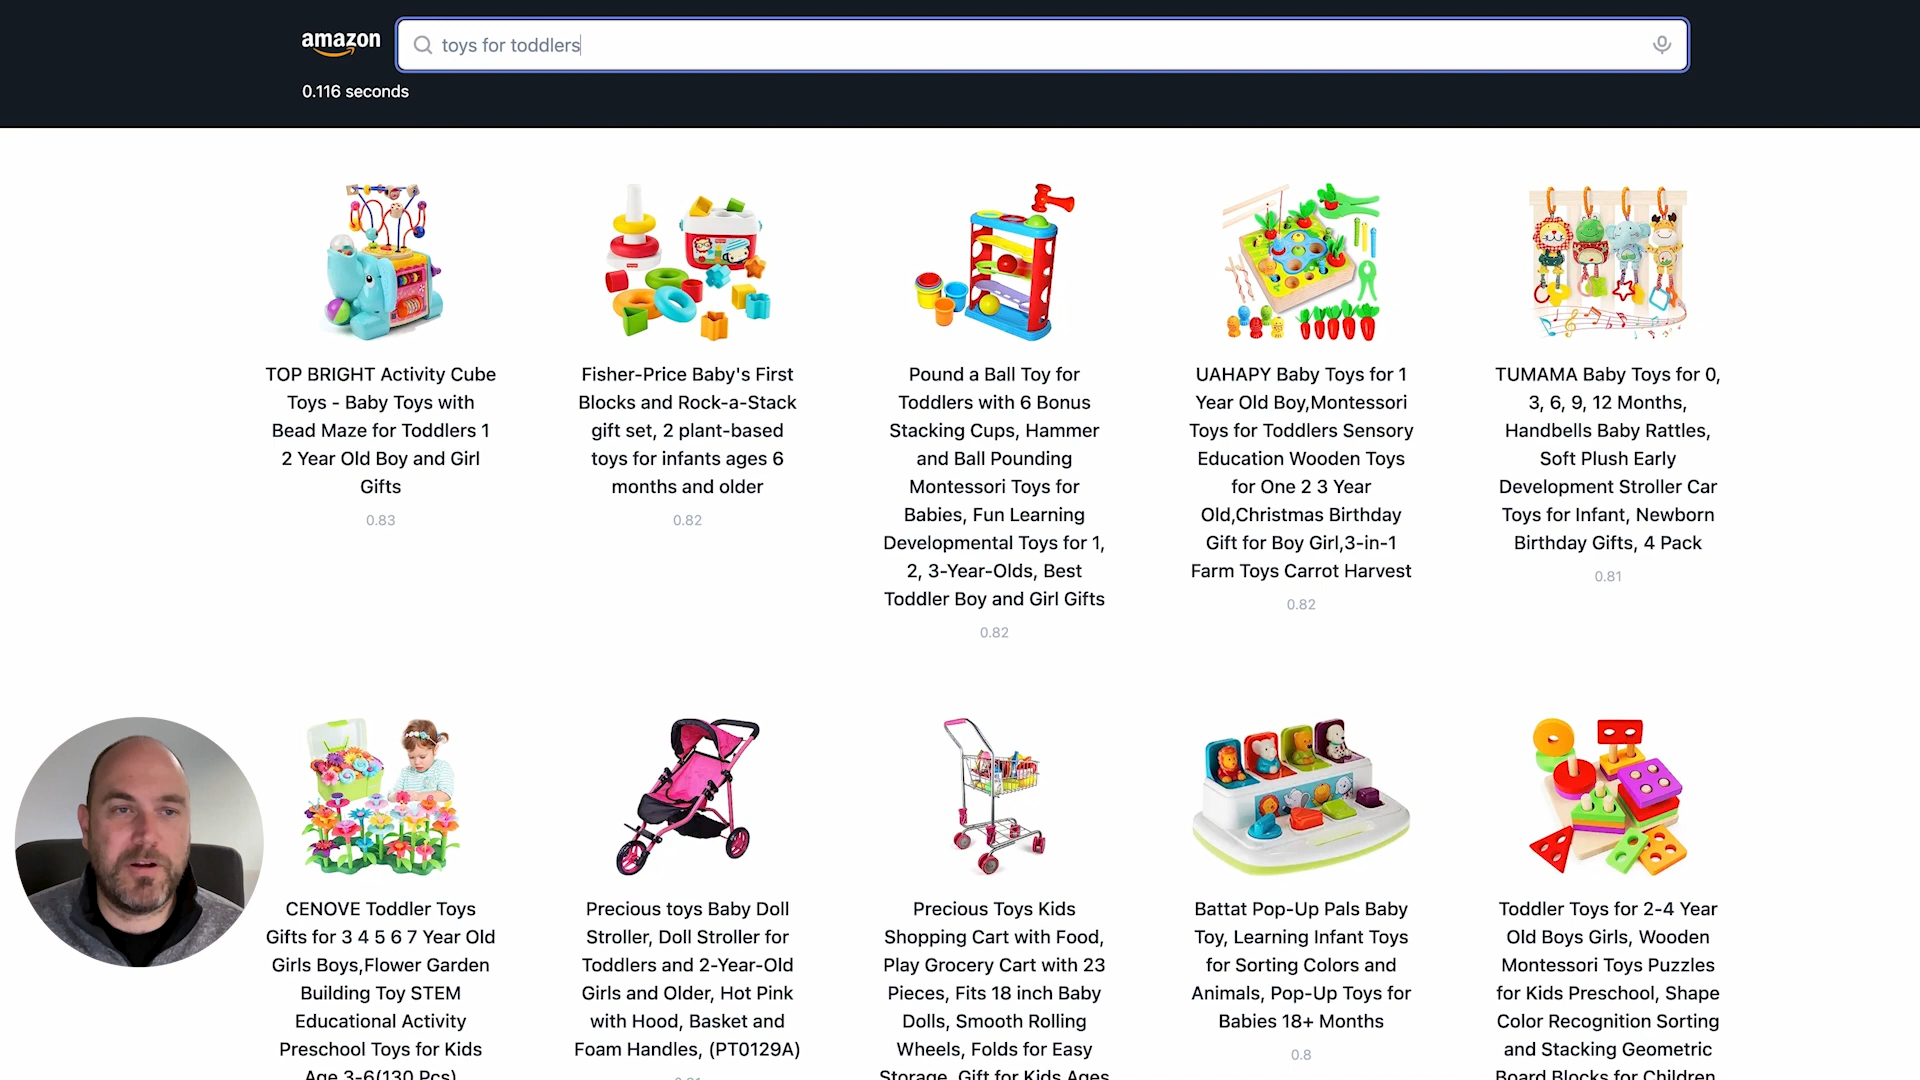 amazon
toys for toddlers
0.116 seconds
TOP BRIGHT Activity Cube
Toys - Baby Toys with
Bead Maze for Toddlers 1
2 Year Old Boy and Girl
Gifts
0.83
Fisher-Price Baby's First
Blocks and Rock-a-Stack
gift set, 2 plant-based
toys for infants ages 6
months and older
0.82
Pound a Ball Toy for
Toddlers with 6 Bonus
Stacking Cups, Hammer
and Ball Pounding
Montessori Toys for
Babies, Fun Learning
Developmental Toys for 1,
2, 3-Year-Olds, Best
Toddler Boy and Girl Gifts
0.82
UAHAPY Baby Toys for 1
Year Old Boy,Montessori
Toys for Toddlers Sensory
Education Wooden Toys
for One 2 3 Year
Old,Christmas Birthday
Gift for Boy Girl,3-in-1
Farm Toys Carrot Harvest
0.82
TUMAMA Baby Toys for 0,
3, 6, 9, 12 Months,
Handbells Baby Rattles,
Soft Plush Early
Development Stroller Car
Toys for Infant, Newborn
Birthday Gifts, 4 Pack
0.81
CENOVE Toddler Toys
Gifts for 3 4 5 6 7 Year Old
Girls Boys,Flower Garden
Building Toy STEM
Educational Activity
Preschool Toys for Kids
Age 3-6(130 Pcs)
Precious toys Baby Doll
Stroller, Doll Stroller for
Toddlers and 2-Year-Old
Girls and Older, Hot Pink
with Hood, Basket and
Foam Handles, (PT0129A)
Precious Toys Kids
Shopping Cart with Food,
Play Grocery Cart with 23
Pieces, Fits 18 inch Baby
Dolls, Smooth Rolling
Wheels, Folds for Easy
Storage, Gift for Kids Ages
Battat Pop-Up Pals Baby
Toy, Learning Infant Toys
for Sorting Colors and
Animals, Pop-Up Toys for
Babies 18+ Months
0.8
Toddler Toys for 2-4 Year
Old Boys Girls, Wooden
Montessori Toys Puzzles
for Kids Preschool, Shape
Color Recognition Sorting
and Stacking Geometric
Board Blocks for Children,